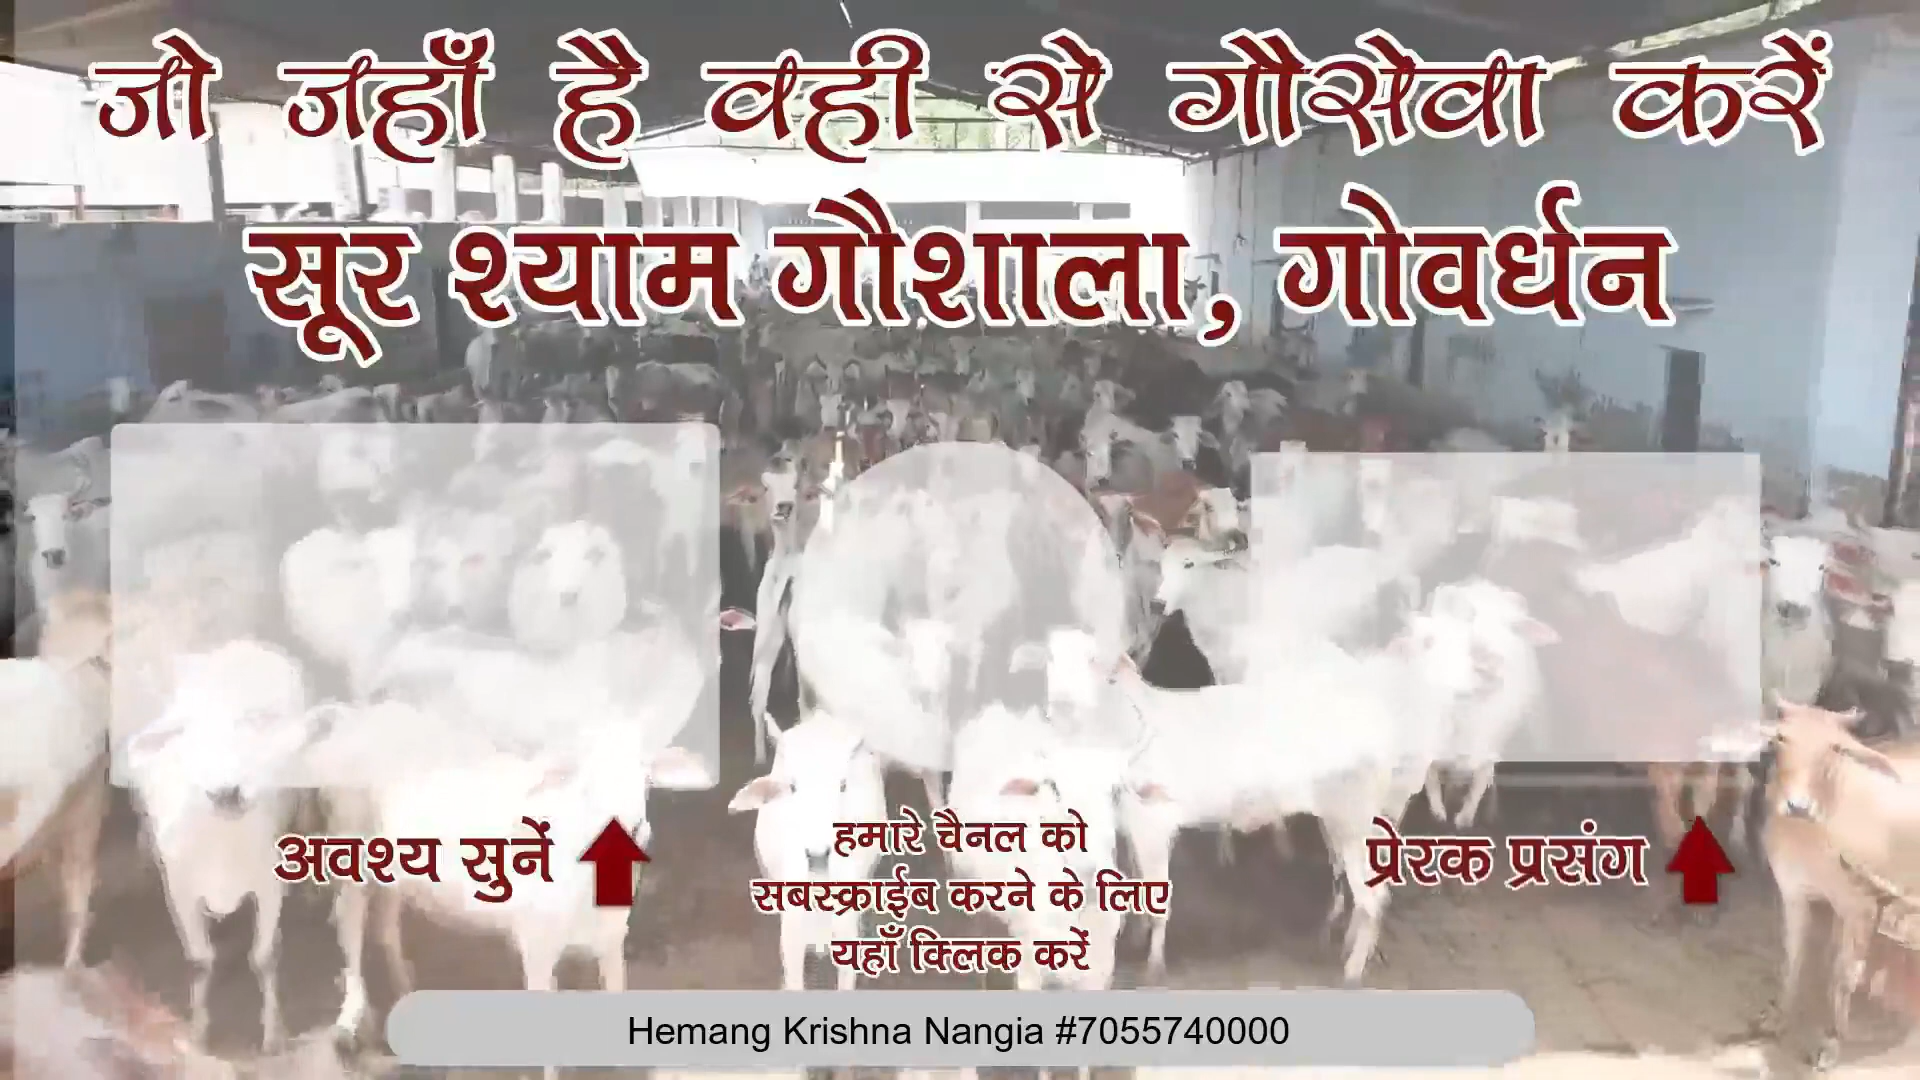 जो जहाँ है वही से गौसेवा करें
सूर श्याम गौशाला, गोवर्धन
अवश्य सुनें
हमारे चैनल को
सबस्क्राईब करने के लिए
यहाँ क्लिक करें
प्रेरक प्रसंग
Hemang Krishna Nangia #7055740000